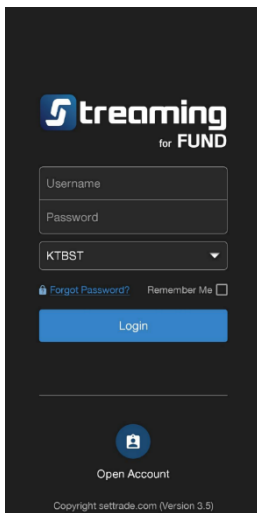 Streaming
for FUND
Username
Password
KTBST
Forgot Password? Remember Me
Login
Open Account
Copyright settrade.com (Version 3.5)